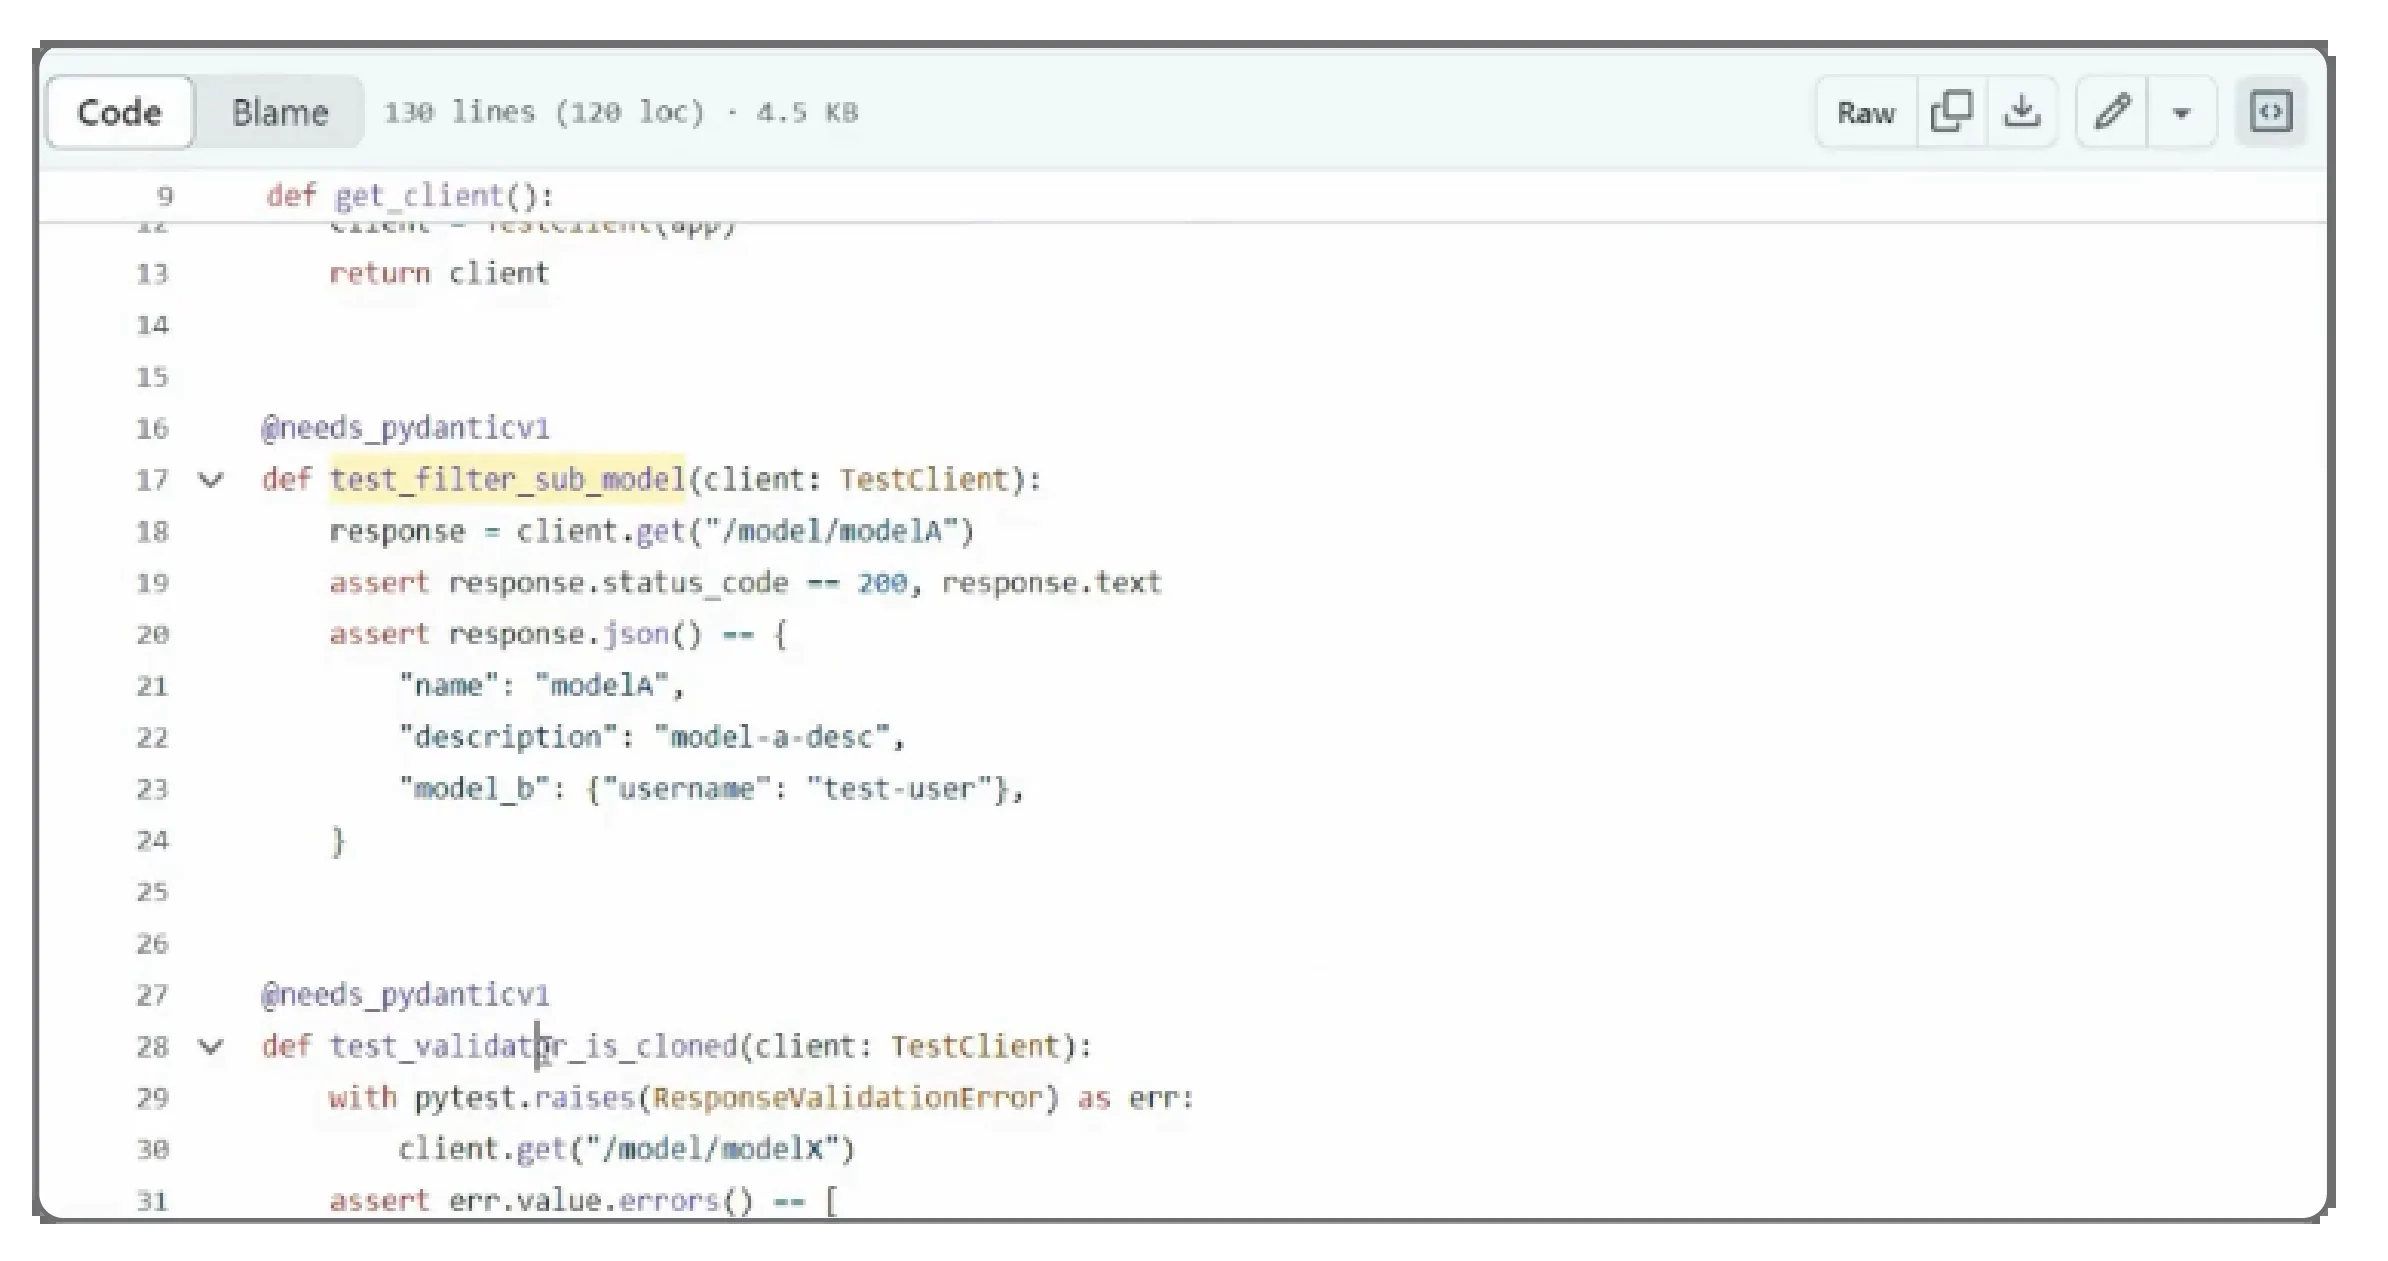 Code Blame 130 lines (120 loc) · 4.5 KB Raw
9 def get_client():
12 client = TestClient(app)
13 return client
14
15
16 @needs_pydanticv1
17 def test_filter_sub_model(client: TestClient):
18 response = client.get("/model/modelA")
19 assert response.status_code == 200, response.text
20 assert response.json() == {
21 "name": "modelA",
22 "description": "model-a-desc",
23 "model_b": {"username": "test-user"},
24 }
25
26
27 @needs_pydanticv1
28 def test_validator_is_cloned(client: TestClient):
29 with pytest.raises(ResponseValidationError) as err:
30 client.get("/model/modelX")
31 assert err.value.errors() == [